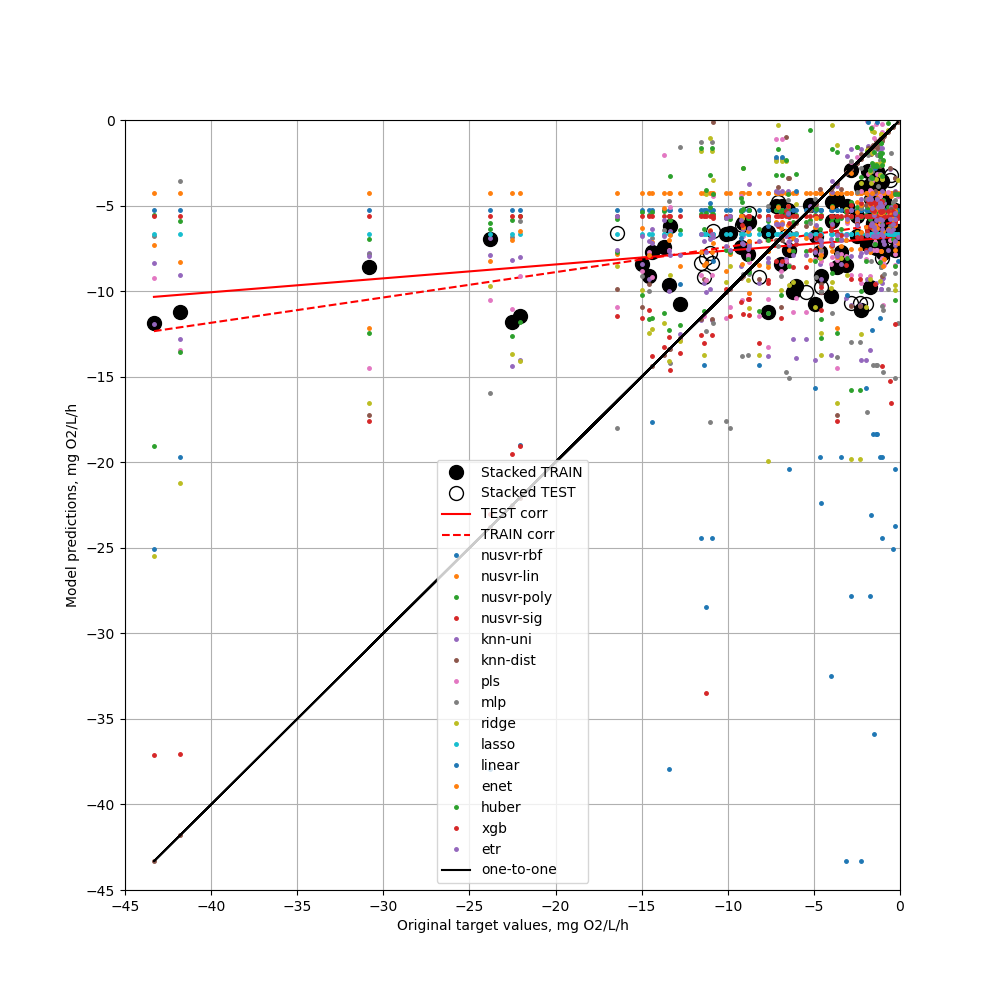 0
−5
−10
−15
−20
−25
−30
−35
−40
−45
Model predictions, mg O2/L/h
Stacked TRAIN
Stacked TEST
TEST corr
TRAIN corr
nusvr-rbf
nusvr-lin
nusvr-poly
nusvr-sig
knn-uni
knn-dist
pls
mlp
ridge
lasso
linear
enet
huber
xgb
etr
one-to-one
−45 −40 −35 −30 −25 −20 −15 −10 −5 0
Original target values, mg O2/L/h